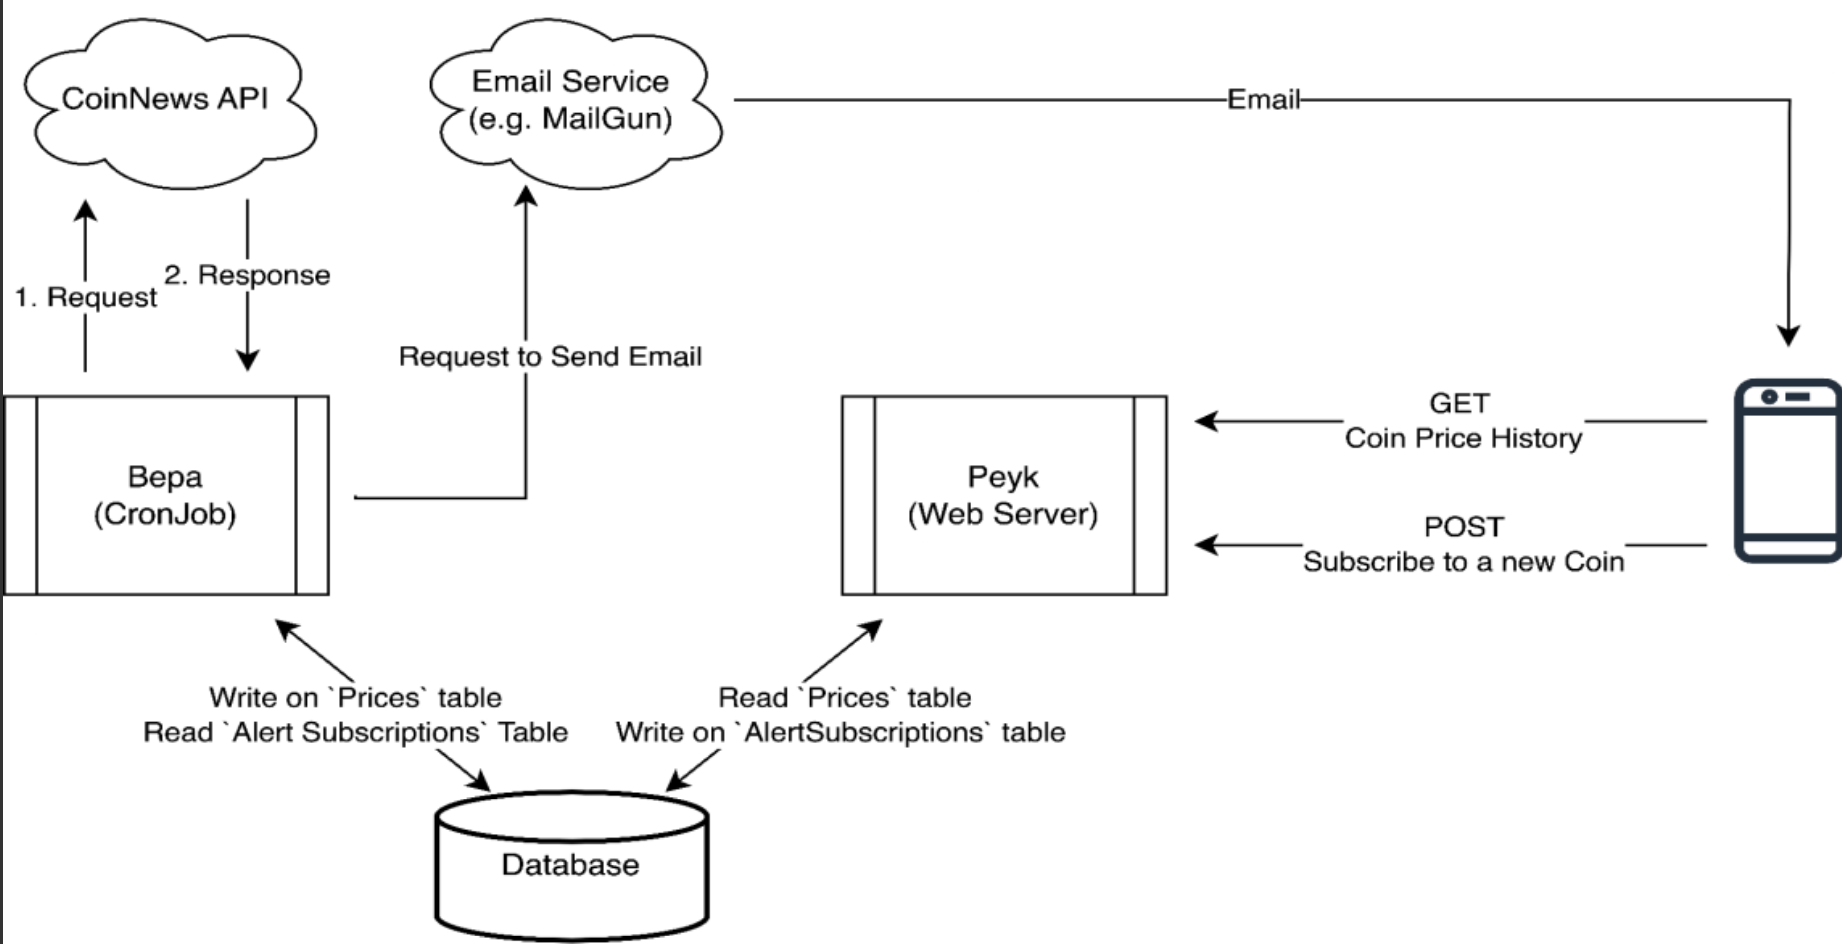 CoinNews API
Email Service
(e.g. MailGun)
Email
1. Request
2. Response
Request to Send Email
GET
Coin Price History
Bepa
(CronJob)
Peyk
(Web Server)
POST
Subscribe to a new Coin
Write on `Prices` table
Read `Alert Subscriptions` Table
Read `Prices` table
Write on `AlertSubscriptions` table
Database